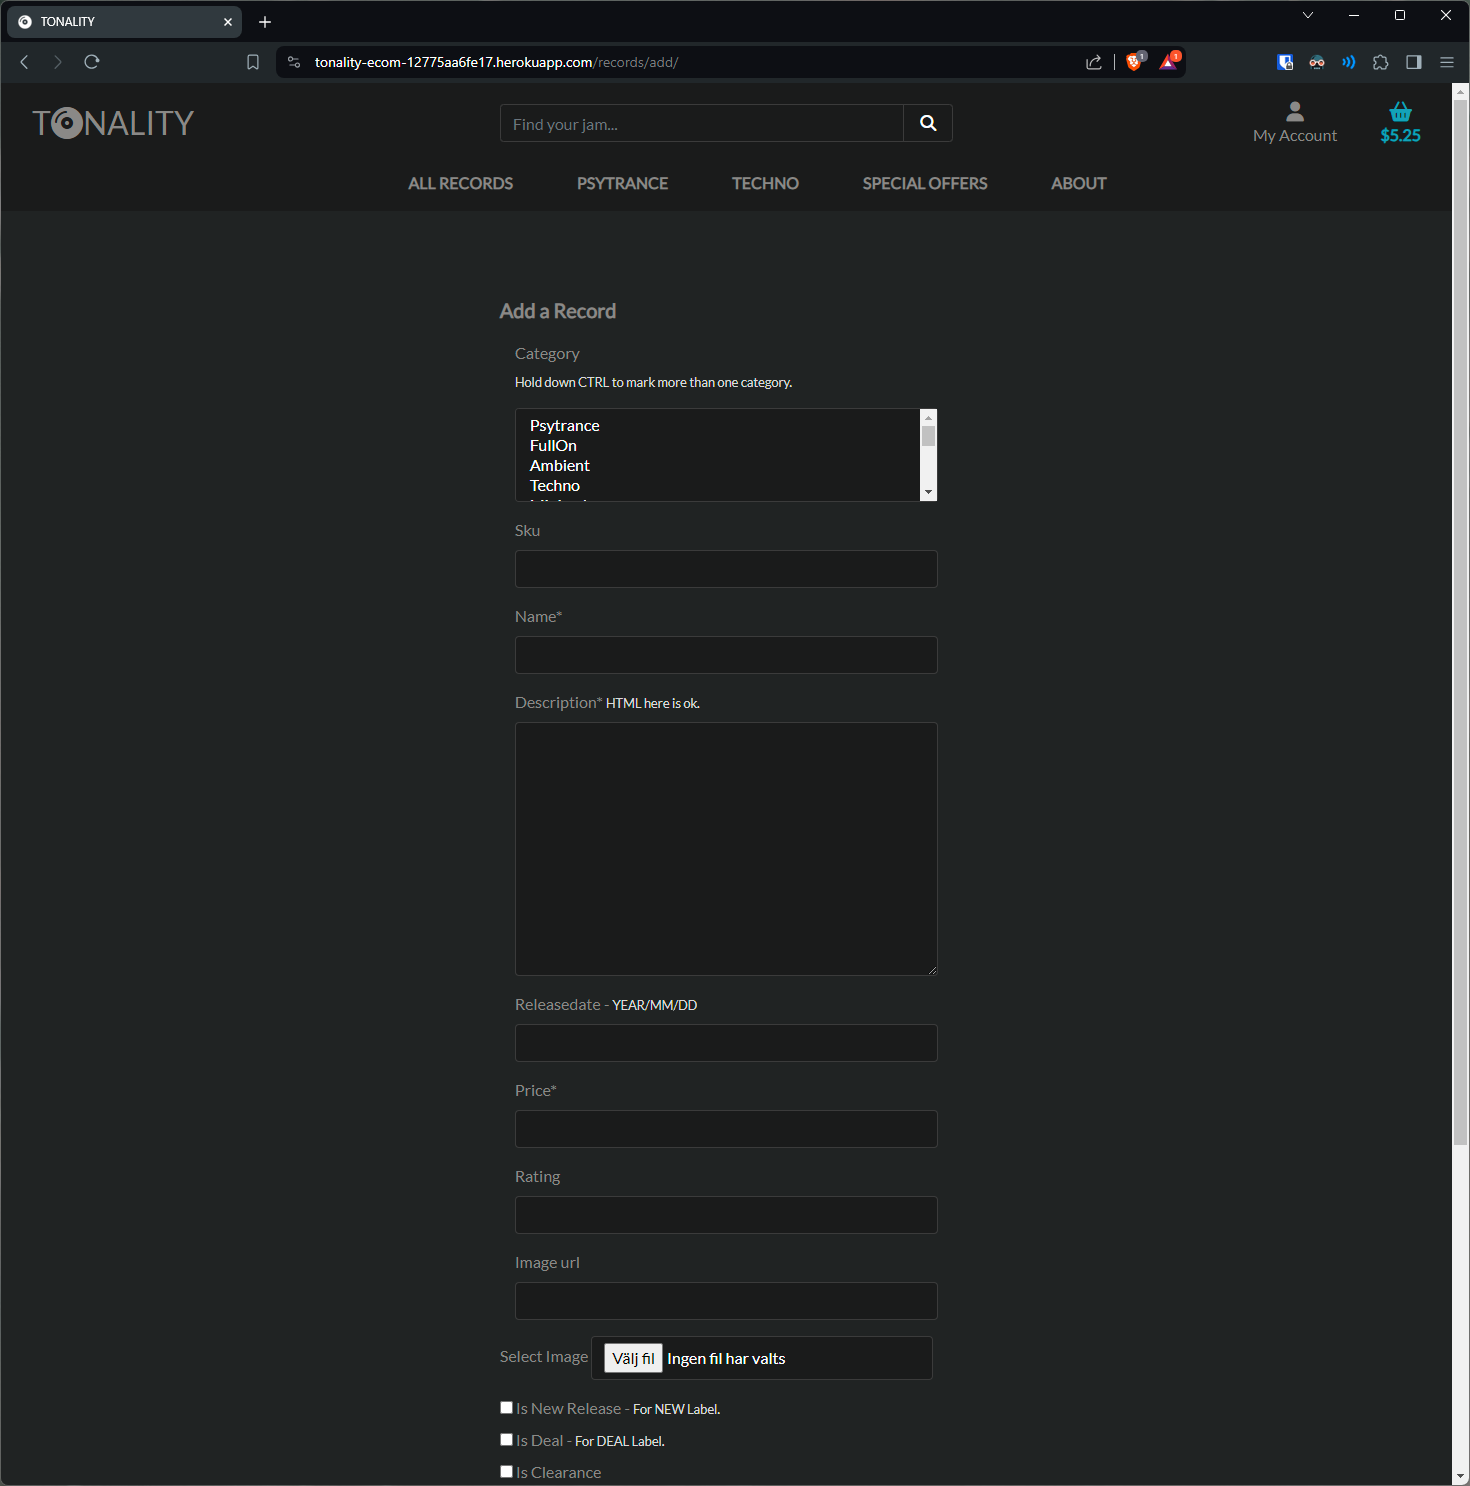 TONALITY
tonality-ecom-12775aa6fe17.herokuapp.com/records/add/
1
1
TONALITY
Find your jam...
My Account
$5.25
ALL RECORDS PSYTRANCE TECHNO SPECIAL OFFERS ABOUT
Add a Record
Category
Hold down CTRL to mark more than one category.
Psytrance
FullOn
Ambient
Techno
Sku
Name*
Description* HTML here is ok.
Releasedate - YEAR/MM/DD
Price*
Rating
Image url
Select Image Välj fil Ingen fil har valts
Is New Release - For NEW Label.
Is Deal - For DEAL Label.
Is Clearance